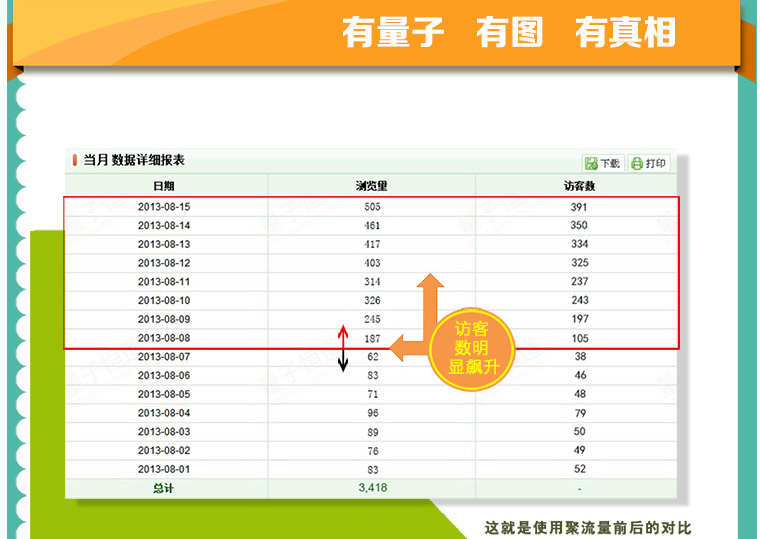 有量子 有图 有真相
当月 数据详细报表 下载 打印
日期 浏览量 访客数
2013-08-15 505 391
2013-08-14 461 350
2013-08-13 417 334
2013-08-12 403 325
2013-08-11 314 237
2013-08-10 326 243
2013-08-09 245 197
2013-08-08 187 105
2013-08-07 62 38
2013-08-06 83 46
2013-08-05 71 48
2013-08-04 96 79
2013-08-03 89 50
2013-08-02 76 49
2013-08-01 83 52
总计 3,418 -
访客
数明
显飙升
这就是使用聚流量前后的对比